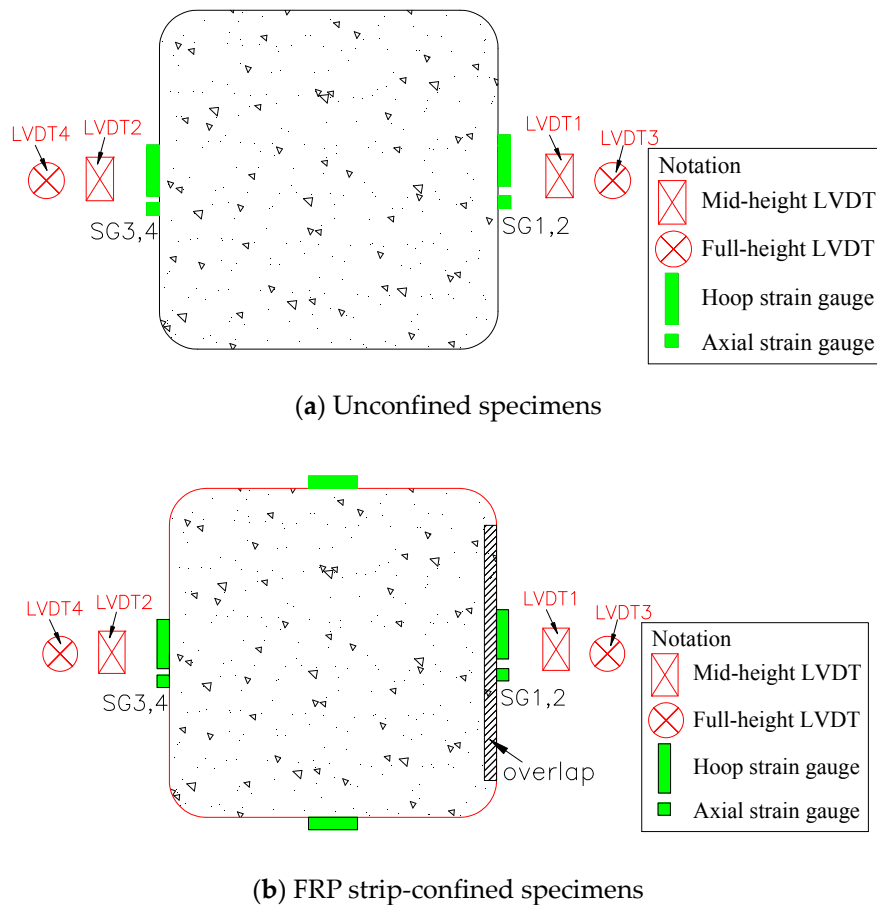 LVDT4
LVDT2
LVDT1
LVDT3
SG3,4
SG1,2
Notation
Mid-height LVDT
Full-height LVDT
Hoop strain gauge
Axial strain gauge
(a) Unconfined specimens
LVDT4
LVDT2
LVDT1
LVDT3
SG3,4
SG1,2
overlap
Notation
Mid-height LVDT
Full-height LVDT
Hoop strain gauge
Axial strain gauge
(b) FRP strip-confined specimens